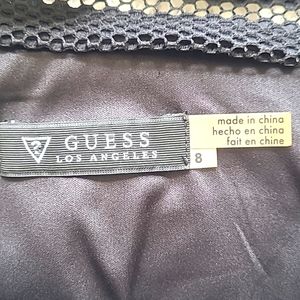 GUESS
LOS ANGELES
8
made in china
hecho en china
fait en chine